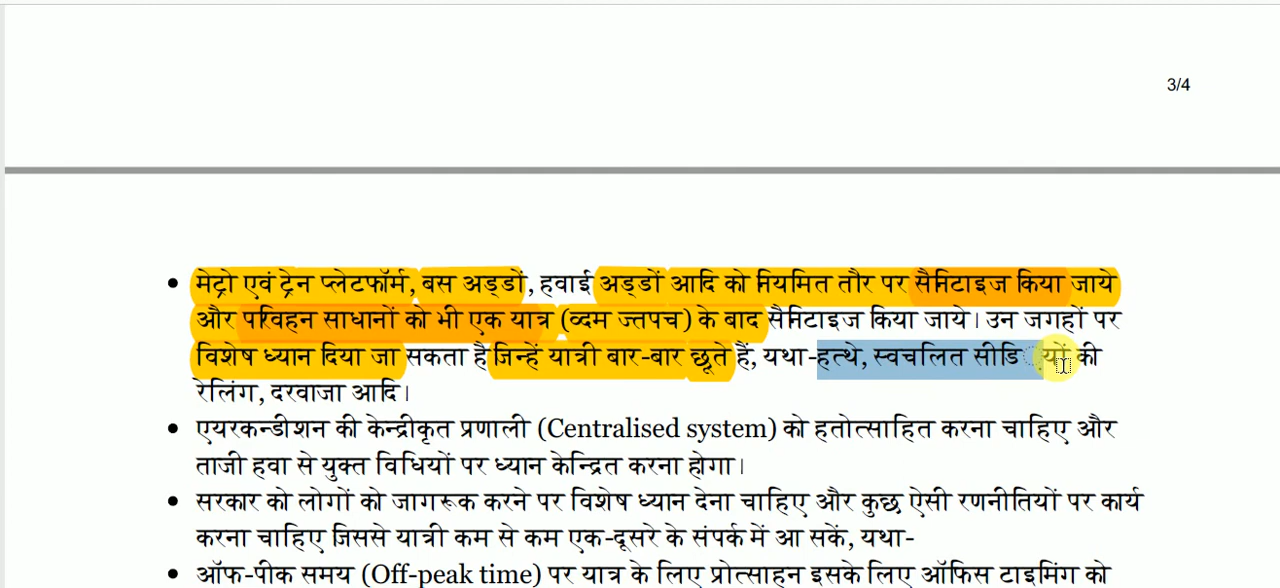 3/4
• मेट्रो एवं ट्रेन प्लेटफॉर्म, बस अड्डों, हवाई अड्डों आदि को नियमित तौर पर सैनिटाइज किया जाये
और परिवहन साधानों को भी एक यात्र (व्दम ज्तपच) के बाद सैनिटाइज किया जाये। उन जगहों पर
विशेष ध्यान दिया जा सकता है जिन्हें यात्री बार-बार छूते हैं, यथा-हत्थे, स्वचलित सीडि़यों की
रेलिंग, दरवाजा आदि।
• एयरकन्डीशन की केन्द्रीकृत प्रणाली (Centralised system) को हतोत्साहित करना चाहिए और
ताजी हवा से युक्त विधियों पर ध्यान केन्द्रित करना होगा।
• सरकार को लोगों को जागरूक करने पर विशेष ध्यान देना चाहिए और कुछ ऐसी रणनीतियों पर कार्य
करना चाहिए जिससे यात्री कम से कम एक-दूसरे के संपर्क में आ सकें, यथा-
• ऑफ-पीक समय (Off-peak time) पर यात्र के लिए प्रोत्साहन इसके लिए ऑफिस टाइमिंग को